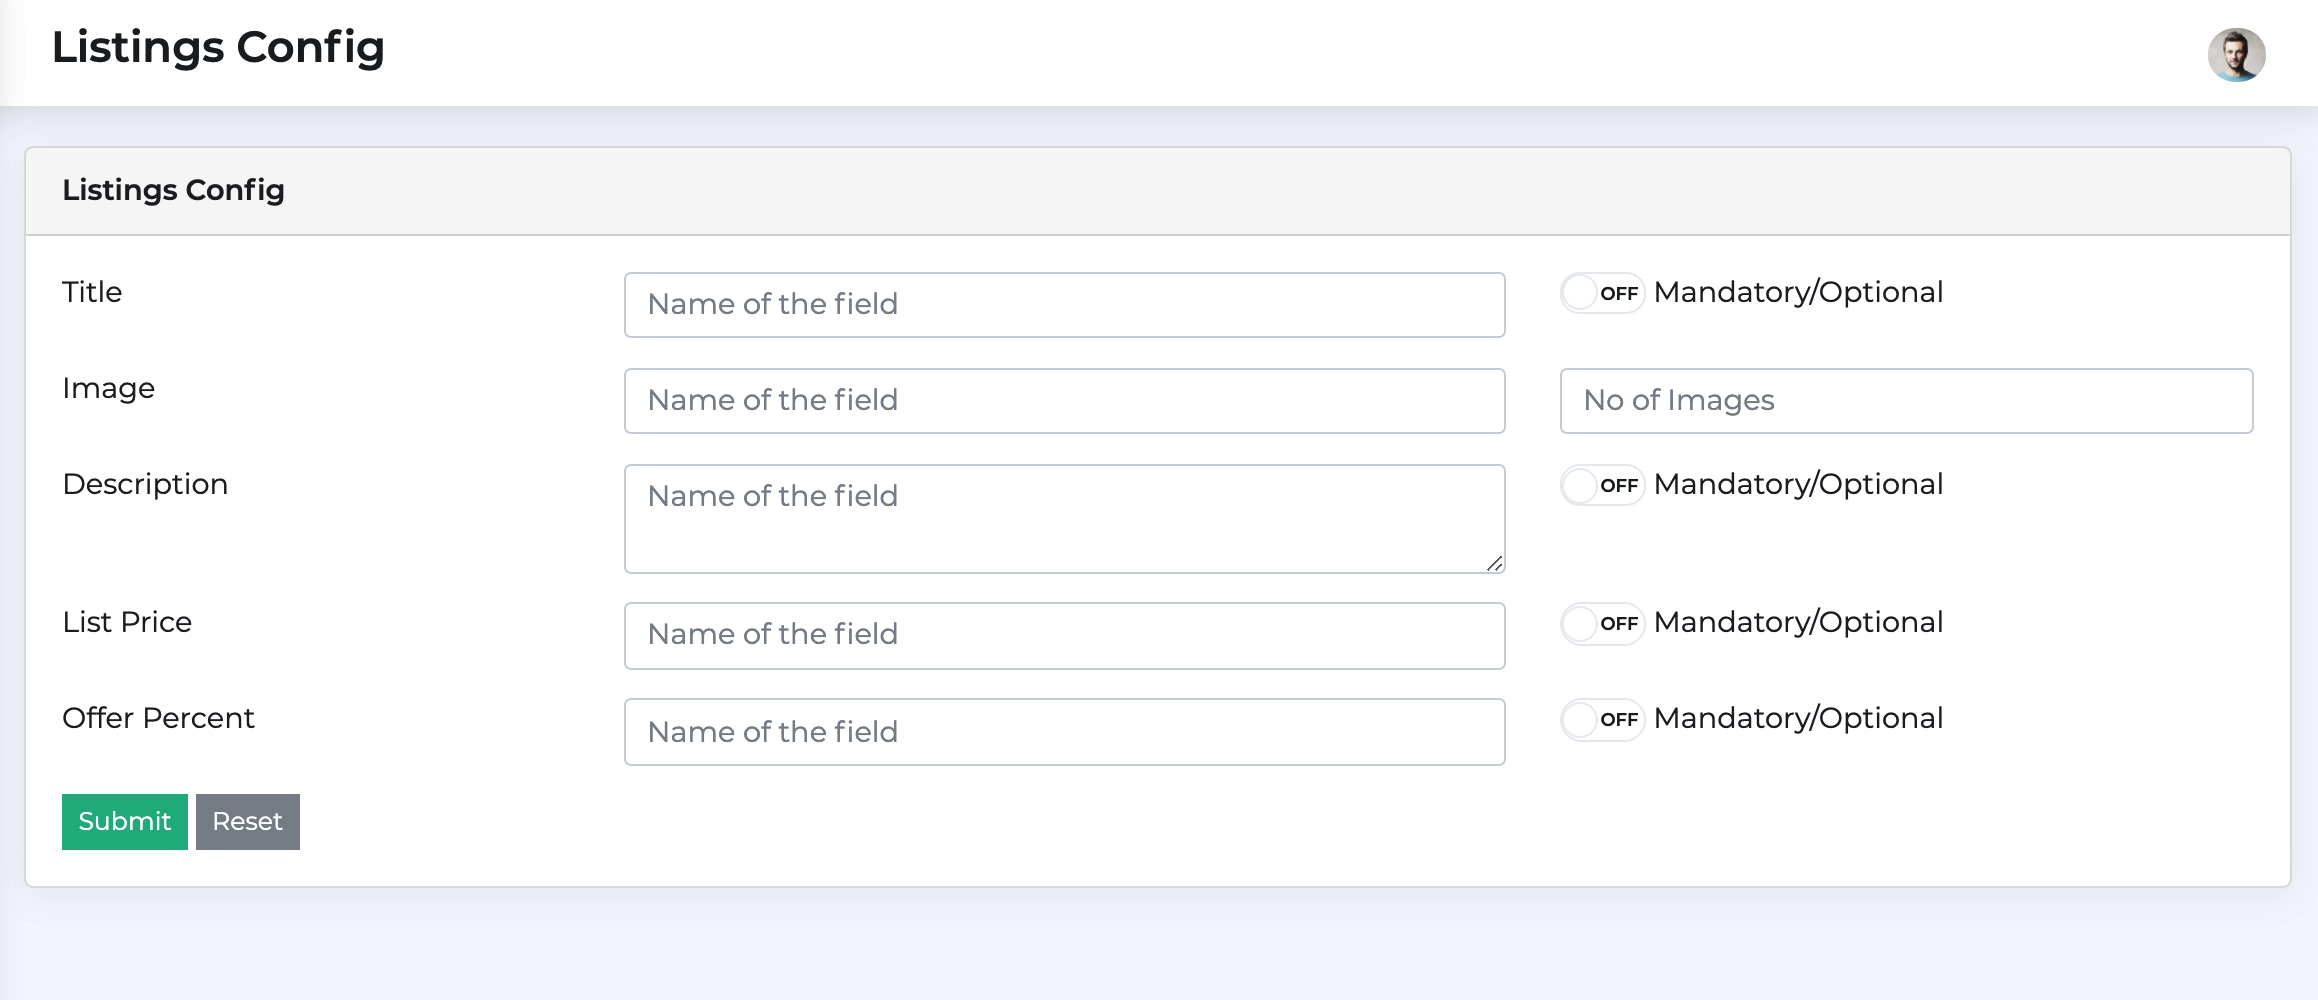 Listings Config
Listings Config
Title
Name of the field
OFF Mandatory/Optional
Image
Name of the field
No of Images
Description
Name of the field
OFF Mandatory/Optional
List Price
Name of the field
OFF Mandatory/Optional
Offer Percent
Name of the field
OFF Mandatory/Optional
Submit
Reset